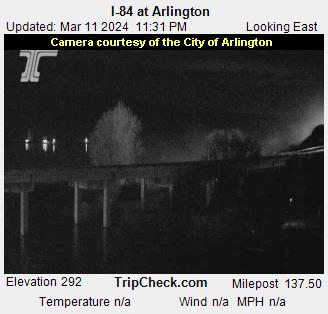 I-84 at Arlington
Updated: Mar 11 2024 11:31 PM Looking East
Camera courtesy of the City of Arlington
Elevation 292 TripCheck.com Milepost 137.50
Temperature n/a Wind n/a MPH n/a